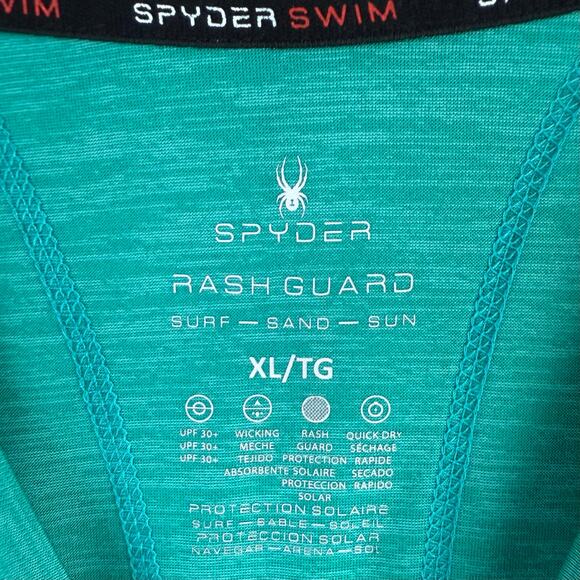 SWIM SPYDER SWIM SPY
SPYDER
RASH GUARD
SURF — SAND — SUN
XL/TG
UPF 30+ WICKING RASH QUICK DRY
UPF 30+ MECHE GUARD SÉCHAGE
UPF 30+ TEJIDO PROTECTION RAPIDE
ABSORBENTE SOLAIRE SECADO
PROTECCION RAPIDO
SOLAR
PROTECTION SOLAIRE
SURF — SABLE — SOLEIL
PROTECCION SOLAR
NAVEGAR — ARENA — SOL